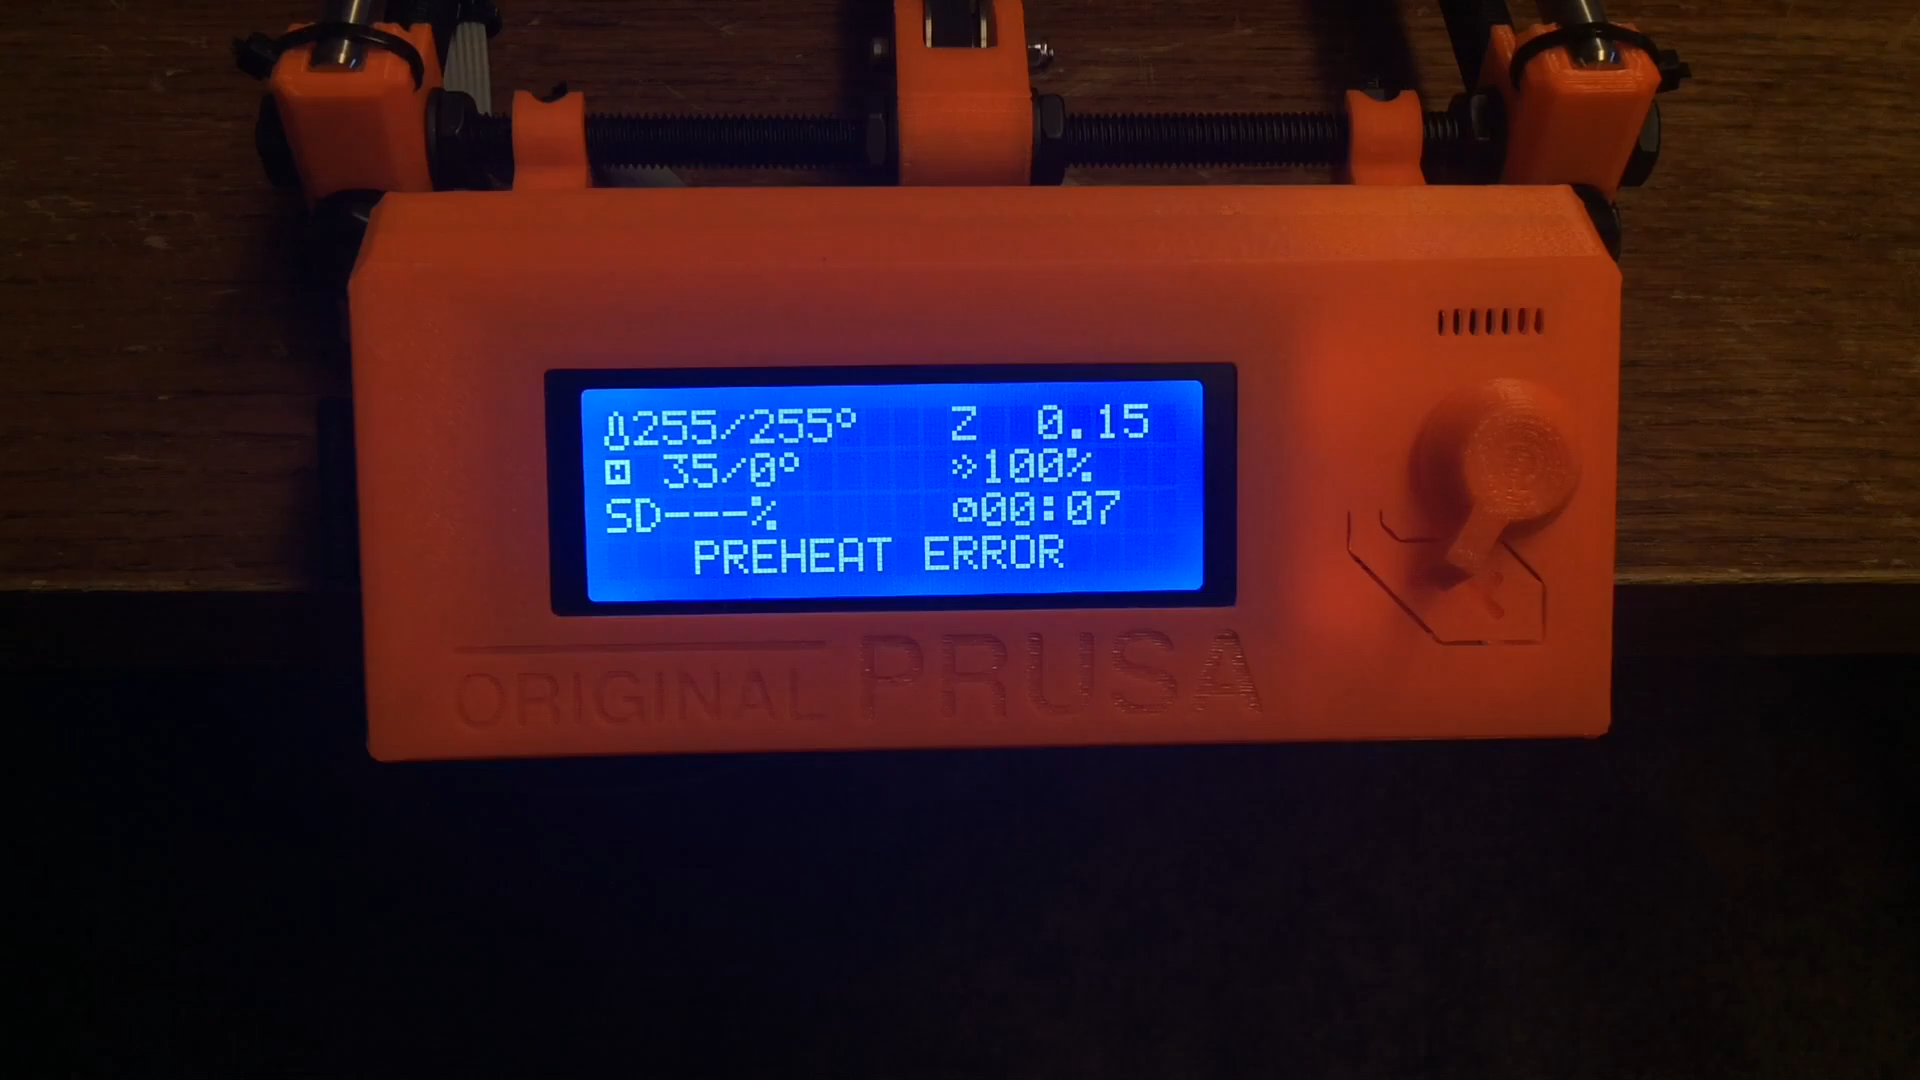 255/255° Z 0.15
35/0° 100%
SD---% 00:07
PREHEAT ERROR
ORIGINAL PRUSA